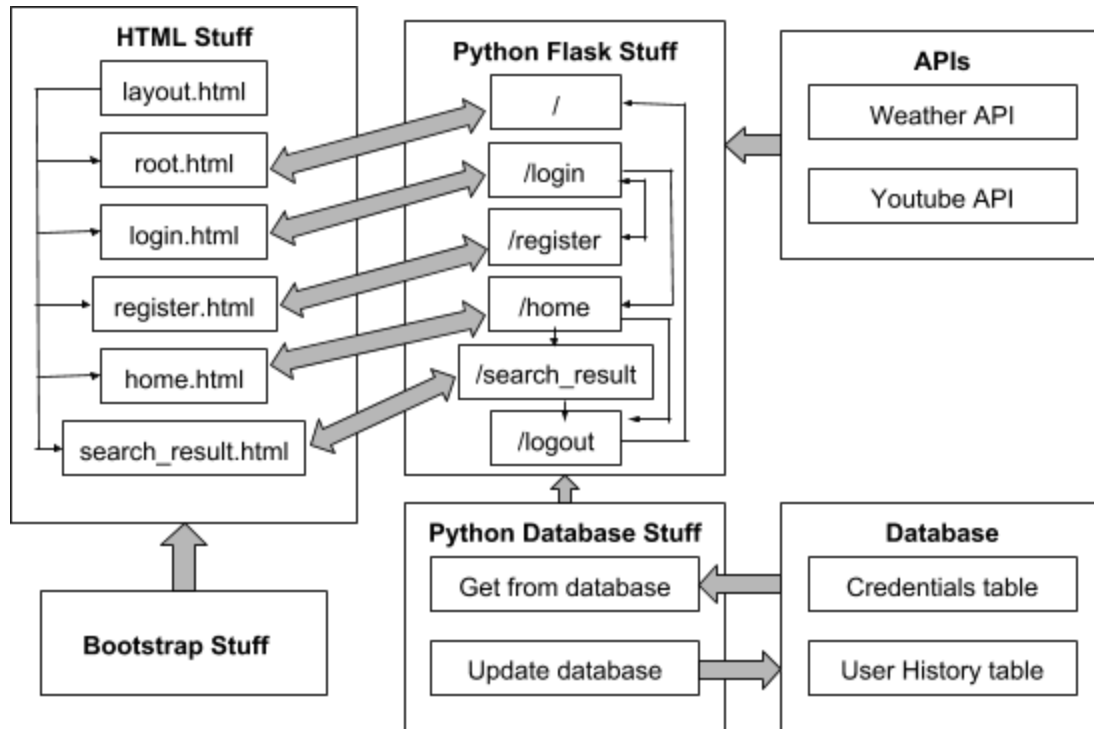 HTML Stuff
layout.html
root.html
login.html
register.html
home.html
search_result.html
Python Flask Stuff
/
/login
/register
/home
/search_result
/logout
APIs
Weather API
Youtube API
Bootstrap Stuff
Python Database Stuff
Get from database
Update database
Database
Credentials table
User History table